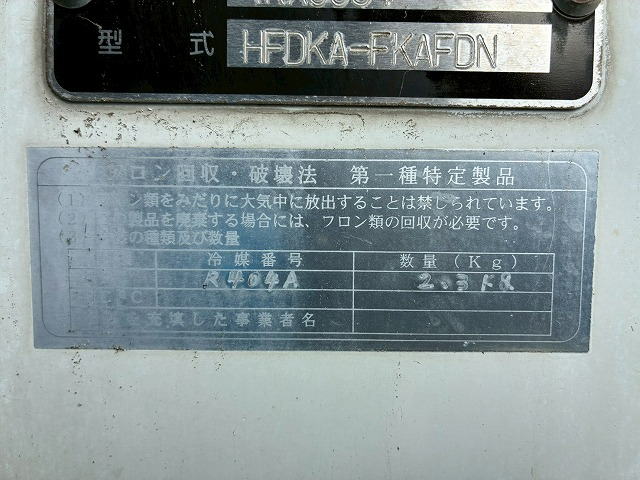 型 式 HFDKA-FKAFDN
フロン回収・破壊法 第一種特定製品
(1) ン類をみだりに大気中に放出することは禁じられています。
(2) 製品を廃棄する場合には、フロン類の回収が必要です。
の種類及び数量
冷媒番号 数量(Kg)
R404A 2.3
FC
を充填した事業者名